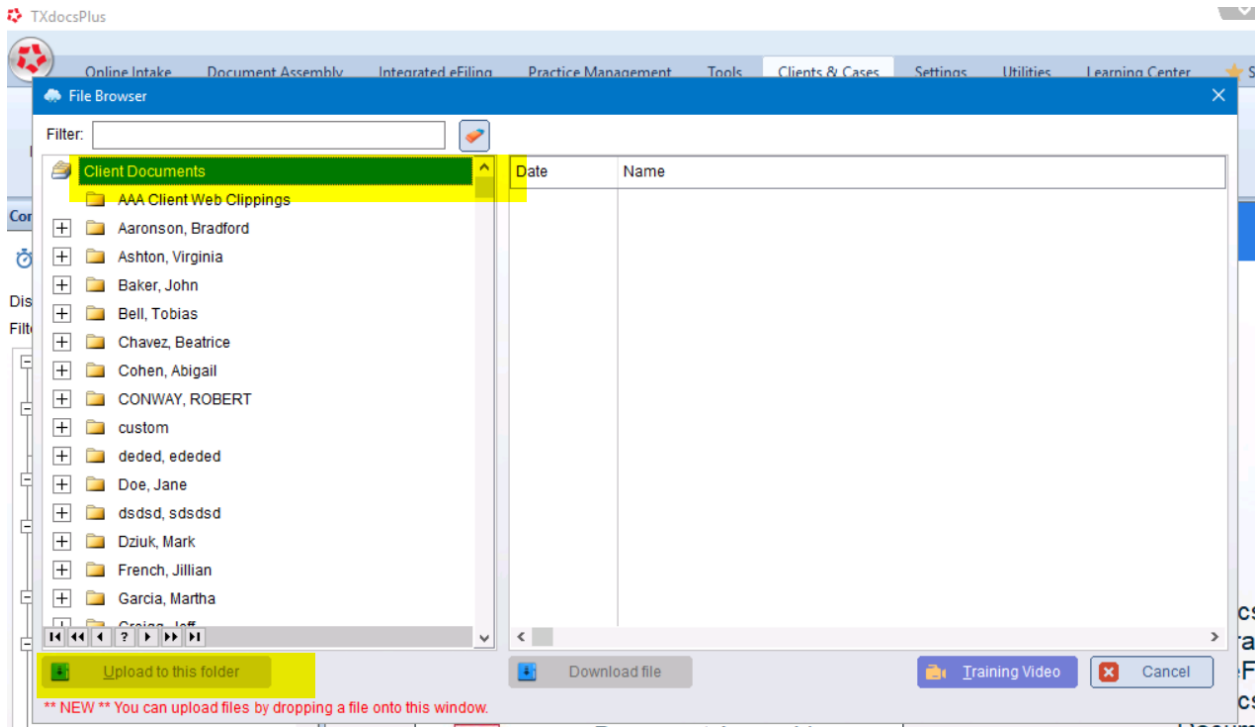 TXdocsPlus
Online Intake Document Assembly Integrated eFiling Practice Management Tools Clients & Cases Settings Utilities Learning Center S
File Browser
Filter:
Client Documents
Date Name
AAA Client Web Clippings
Cor
Aaronson, Bradford
Ashton, Virginia
Baker, John
Dis
Bell, Tobias
Filt
Chavez, Beatrice
Cohen, Abigail
CONWAY, ROBERT
custom
deded, ededed
Doe, Jane
dsdsd, sdsdsd
Dziuk, Mark
French, Jillian
Garcia, Martha
?
Upload to this folder
Download file
Training Video
Cancel
** NEW ** You can upload files by dropping a file onto this window.